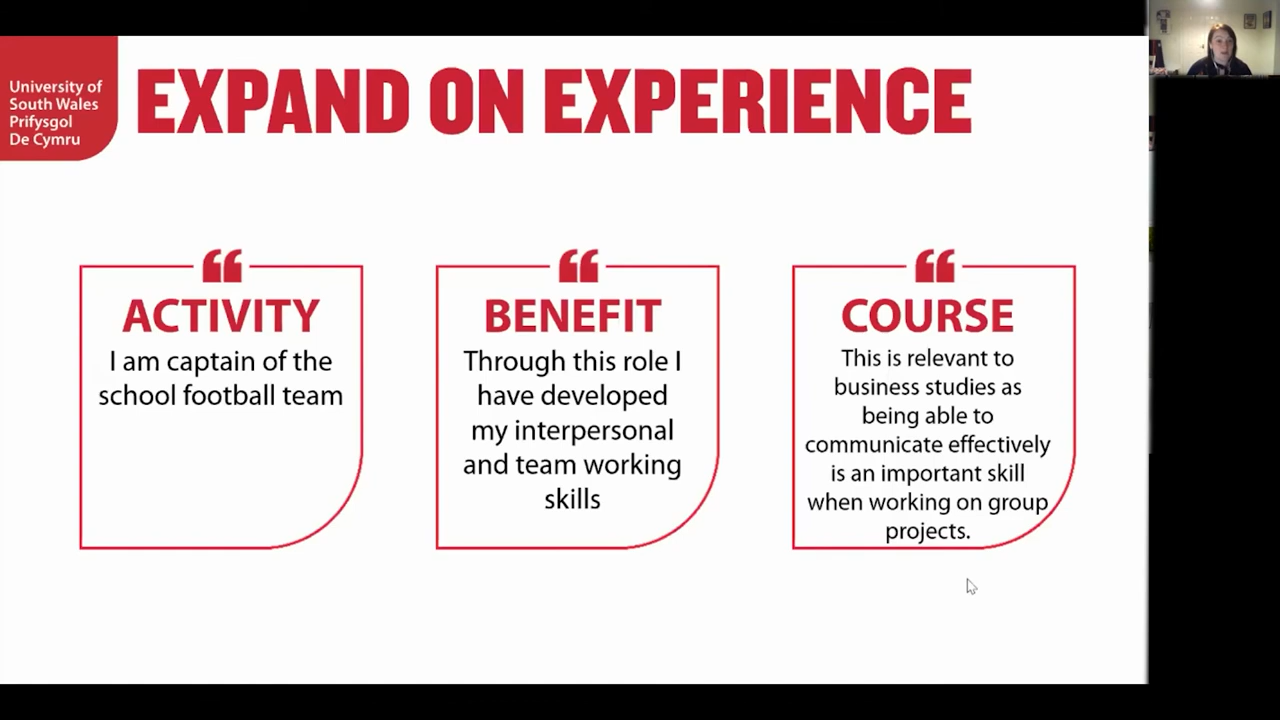 University of
South Wales
Prifysgol
De Cymru
EXPAND ON EXPERIENCE
ACTIVITY
I am captain of the
school football team
BENEFIT
Through this role I
have developed
my interpersonal
and team working
skills
COURSE
This is relevant to
business studies as
being able to
communicate effectively
is an important skill
when working on group
projects.